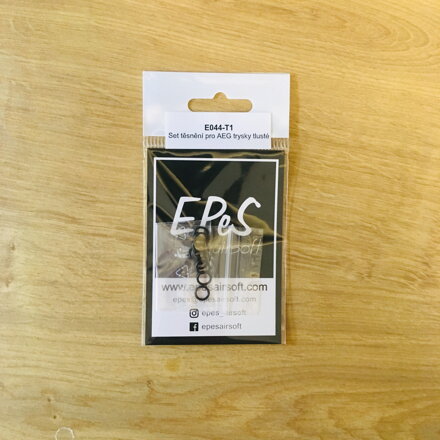 E044-T1
Set těsnění pro AEG trysky tlusté
EPeS
www.epesairsoft.com
epesairsoft